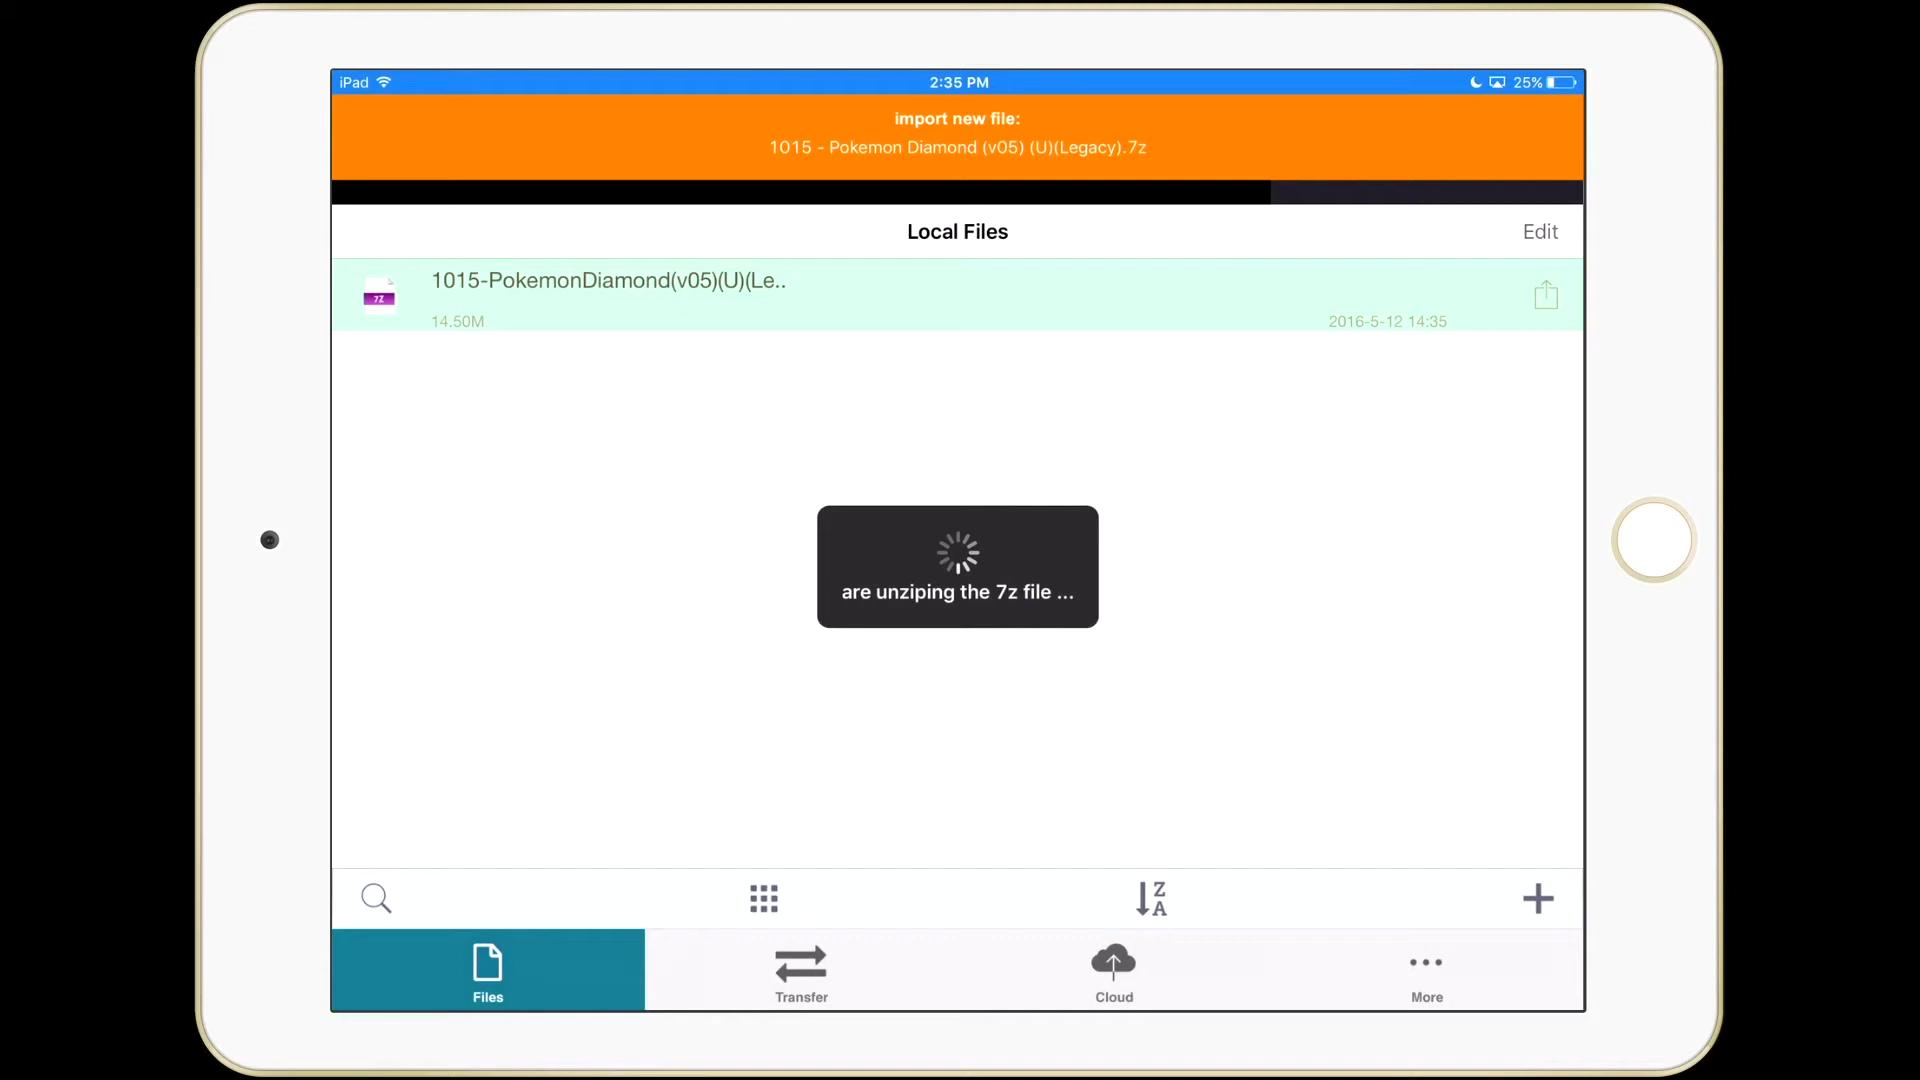 iPad 2:35 PM 25%
import new file:
1015 - Pokemon Diamond (v05) (U)(Legacy).7z
Local Files Edit
7Z
1015-PokemonDiamond(v05)(U)(Le..
14.50M 2016-5-12 14:35
are unziping the 7z file ...
Z
A
Files Transfer Cloud More